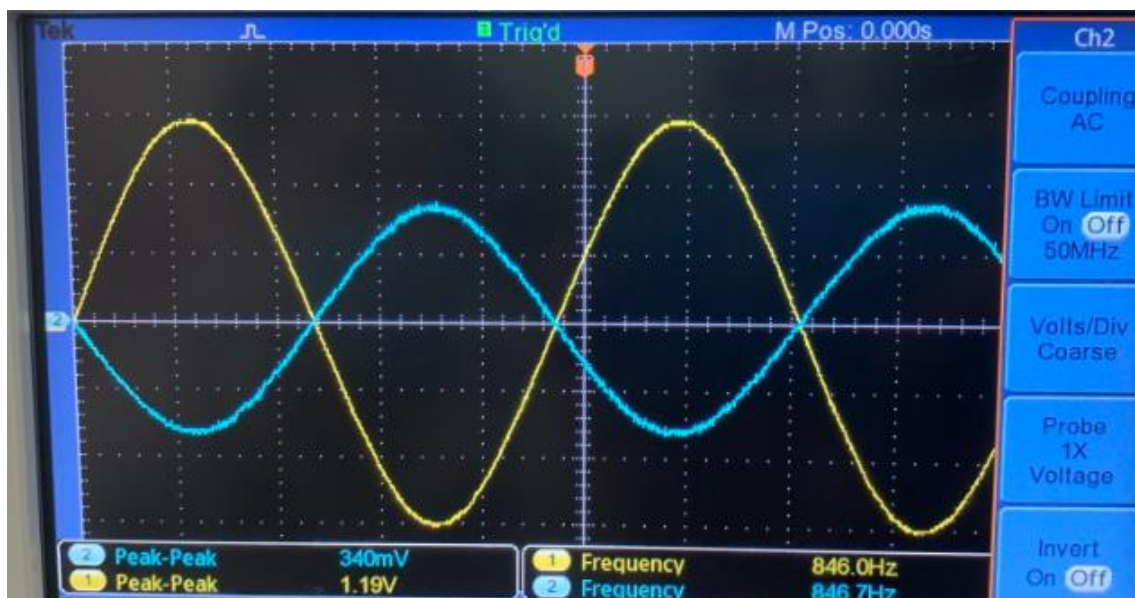 Tek Trig'd M Pos: 0.000s
Ch2
Coupling
AC
BW Limit
On Off
50MHz
Volts/Div
Coarse
Probe
1X
Voltage
Invert
On Off
2
2 Peak-Peak 340mV
1 Peak-Peak 1.19V
1 Frequency 846.0Hz
2 Frequency 846.7Hz